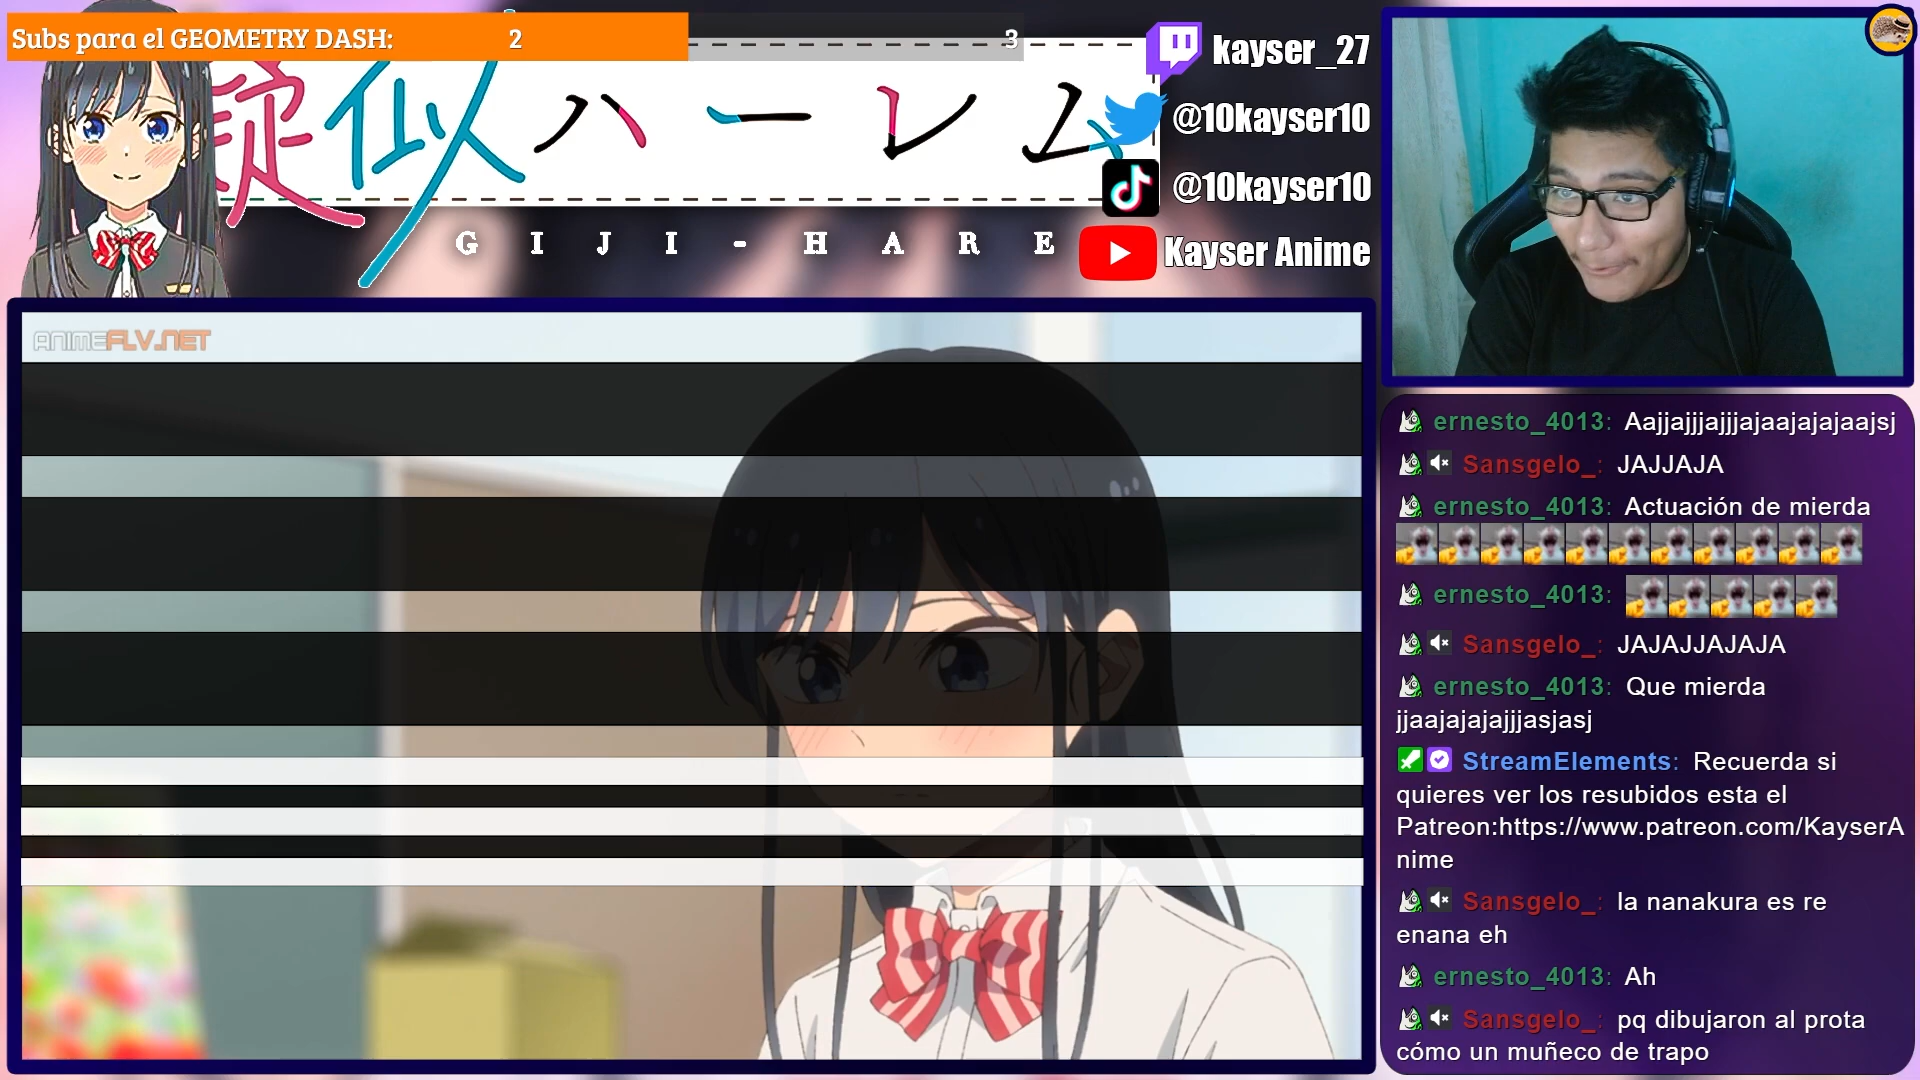 Subs para el GEOMETRY DASH: 2 3
疑似ハーレム
GIJI-HARE
kayser_27
@10kayser10
@10kayser10
Kayser Anime
ANIMEFLV.NET
ernesto_4013: Aajjajjjajjjajaajajajaajsj
Sansgelo_: JAJJAJA
ernesto_4013: Actuación de mierda
ernesto_4013:
Sansgelo_: JAJAJJAJAJA
ernesto_4013: Que mierda
jjaajajajajjjasjasj
StreamElements: Recuerda si
quieres ver los resubidos esta el
Patreon:https://www.patreon.com/KayserA
nime
Sansgelo_: la nanakura es re
enana eh
ernesto_4013: Ah
Sansgelo_: pq dibujaron al prota
cómo un muñeco de trapo